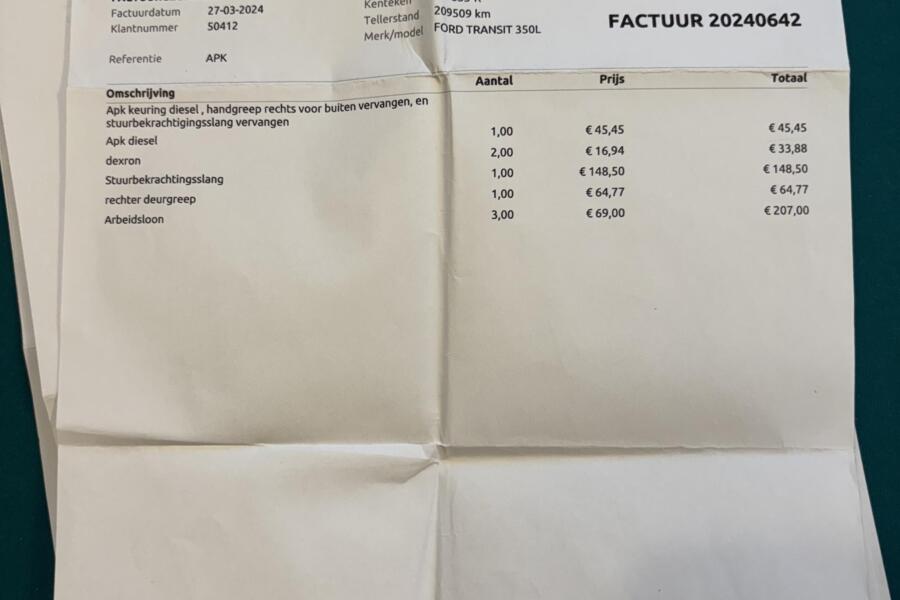 Factuurdatum 27-03-2024
Klantnummer 50412
Referentie APK
Kenteken
Tellerstand 209509 km
Merk/model FORD TRANSIT 350L
FACTUUR 20240642
Omschrijving Aantal Prijs Totaal
Apk keuring diesel , handgreep rechts voor buiten vervangen, en
stuurbekrachtigingsslang vervangen
Apk diesel 1,00 € 45,45 € 45,45
dexron 2,00 € 16,94 € 33,88
Stuurbekrachtingsslang 1,00 € 148,50 € 148,50
rechter deurgreep 1,00 € 64,77 € 64,77
Arbeidsloon 3,00 € 69,00 € 207,00